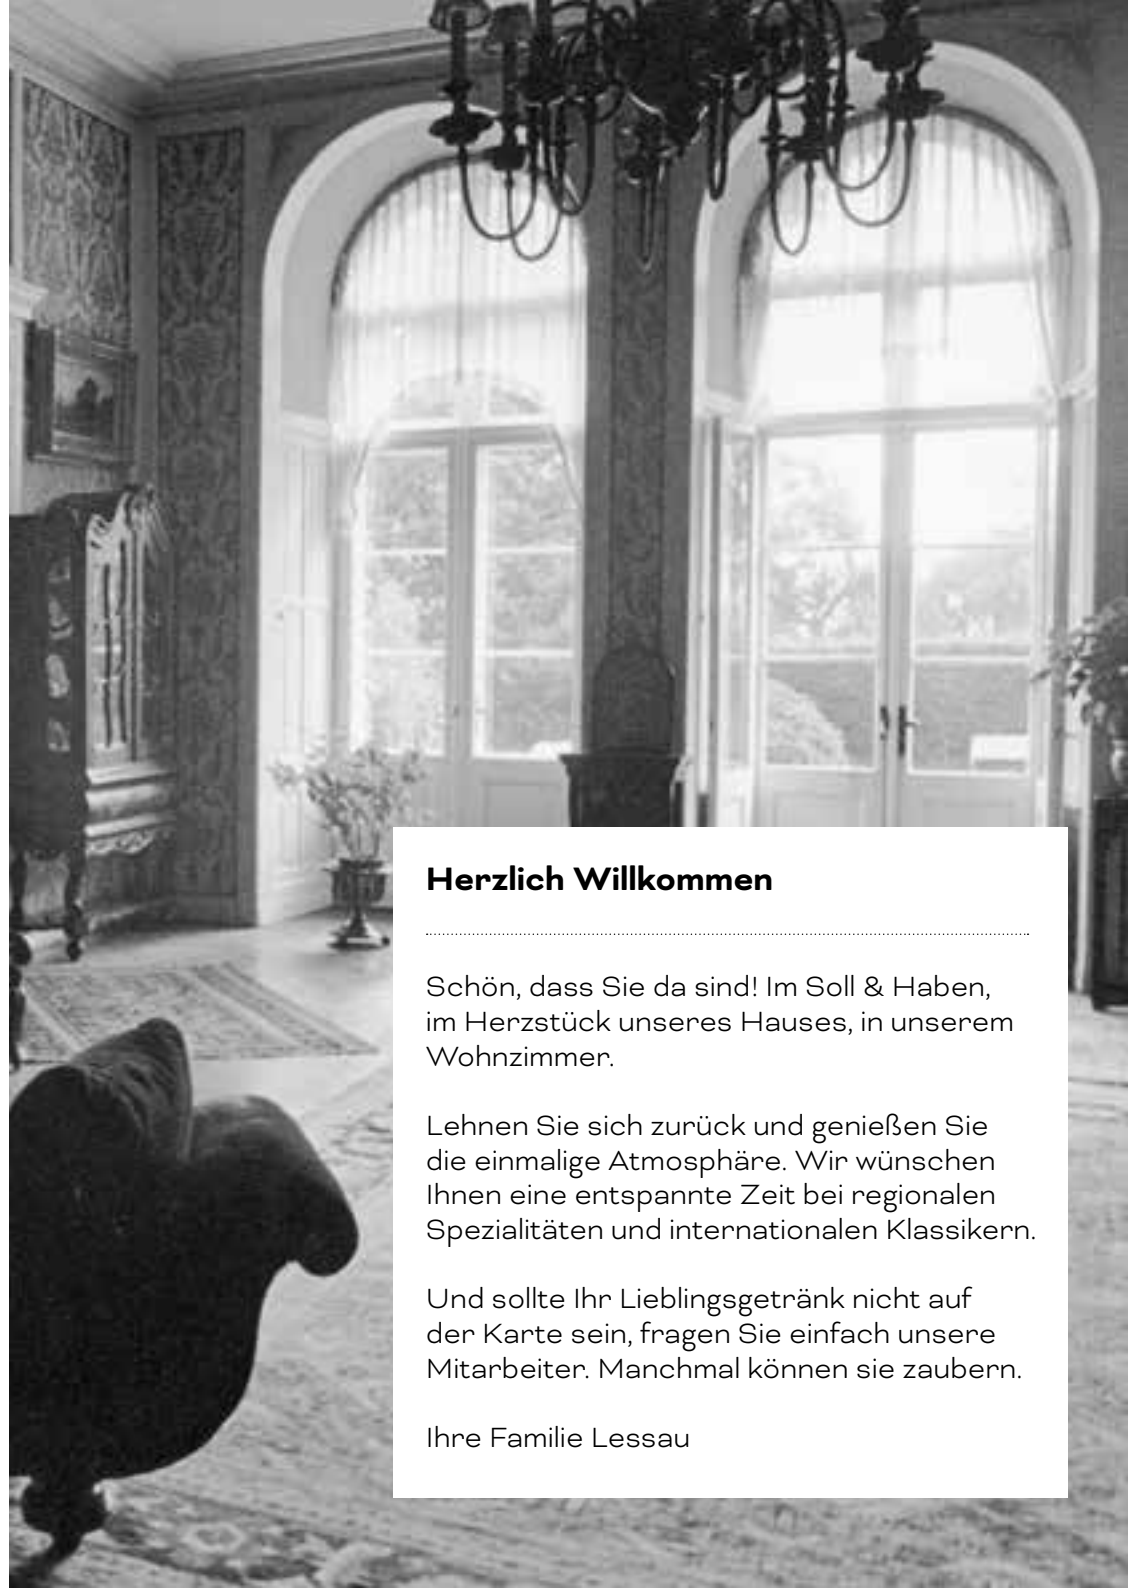 Herzlich Willkommen
Schön, dass Sie da sind! Im Soll & Haben,
im Herzstück unseres Hauses, in unserem
Wohnzimmer.
Lehnen Sie sich zurück und genießen Sie
die einmalige Atmosphäre. Wir wünschen
Ihnen eine entspannte Zeit bei regionalen
Spezialitäten und internationalen Klassikern.
Und sollte Ihr Lieblingsgetränk nicht auf
der Karte sein, fragen Sie einfach unsere
Mitarbeiter. Manchmal können sie zaubern.
Ihre Familie Lessau